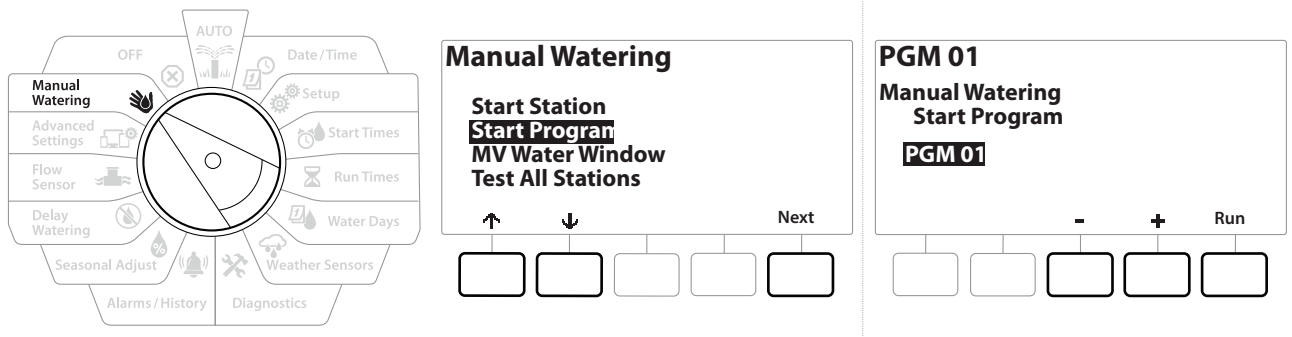 AUTO
OFF
Date / Time
Manual
Watering
Setup
Advanced
Settings
Start Times
Flow
Sensor
Run Times
Delay
Watering
Water Days
Seasonal Adjust
Weather Sensors
Alarms / History
Diagnostics
Manual Watering
Start Station
Start Program
MV Water Window
Test All Stations
Next
PGM 01
Manual Watering
Start Program
PGM 01
- + Run